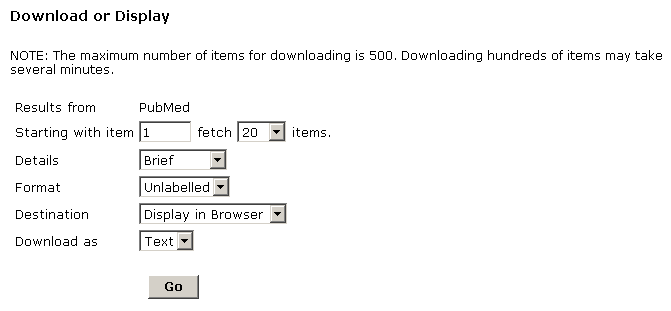 Download or Display
NOTE: The maximum number of items for downloading is 500. Downloading hundreds of items may take
several minutes.
Results from PubMed
Starting with item 1 fetch 20 items.
Details Brief
Format Unlabelled
Destination Display in Browser
Download as Text
Go